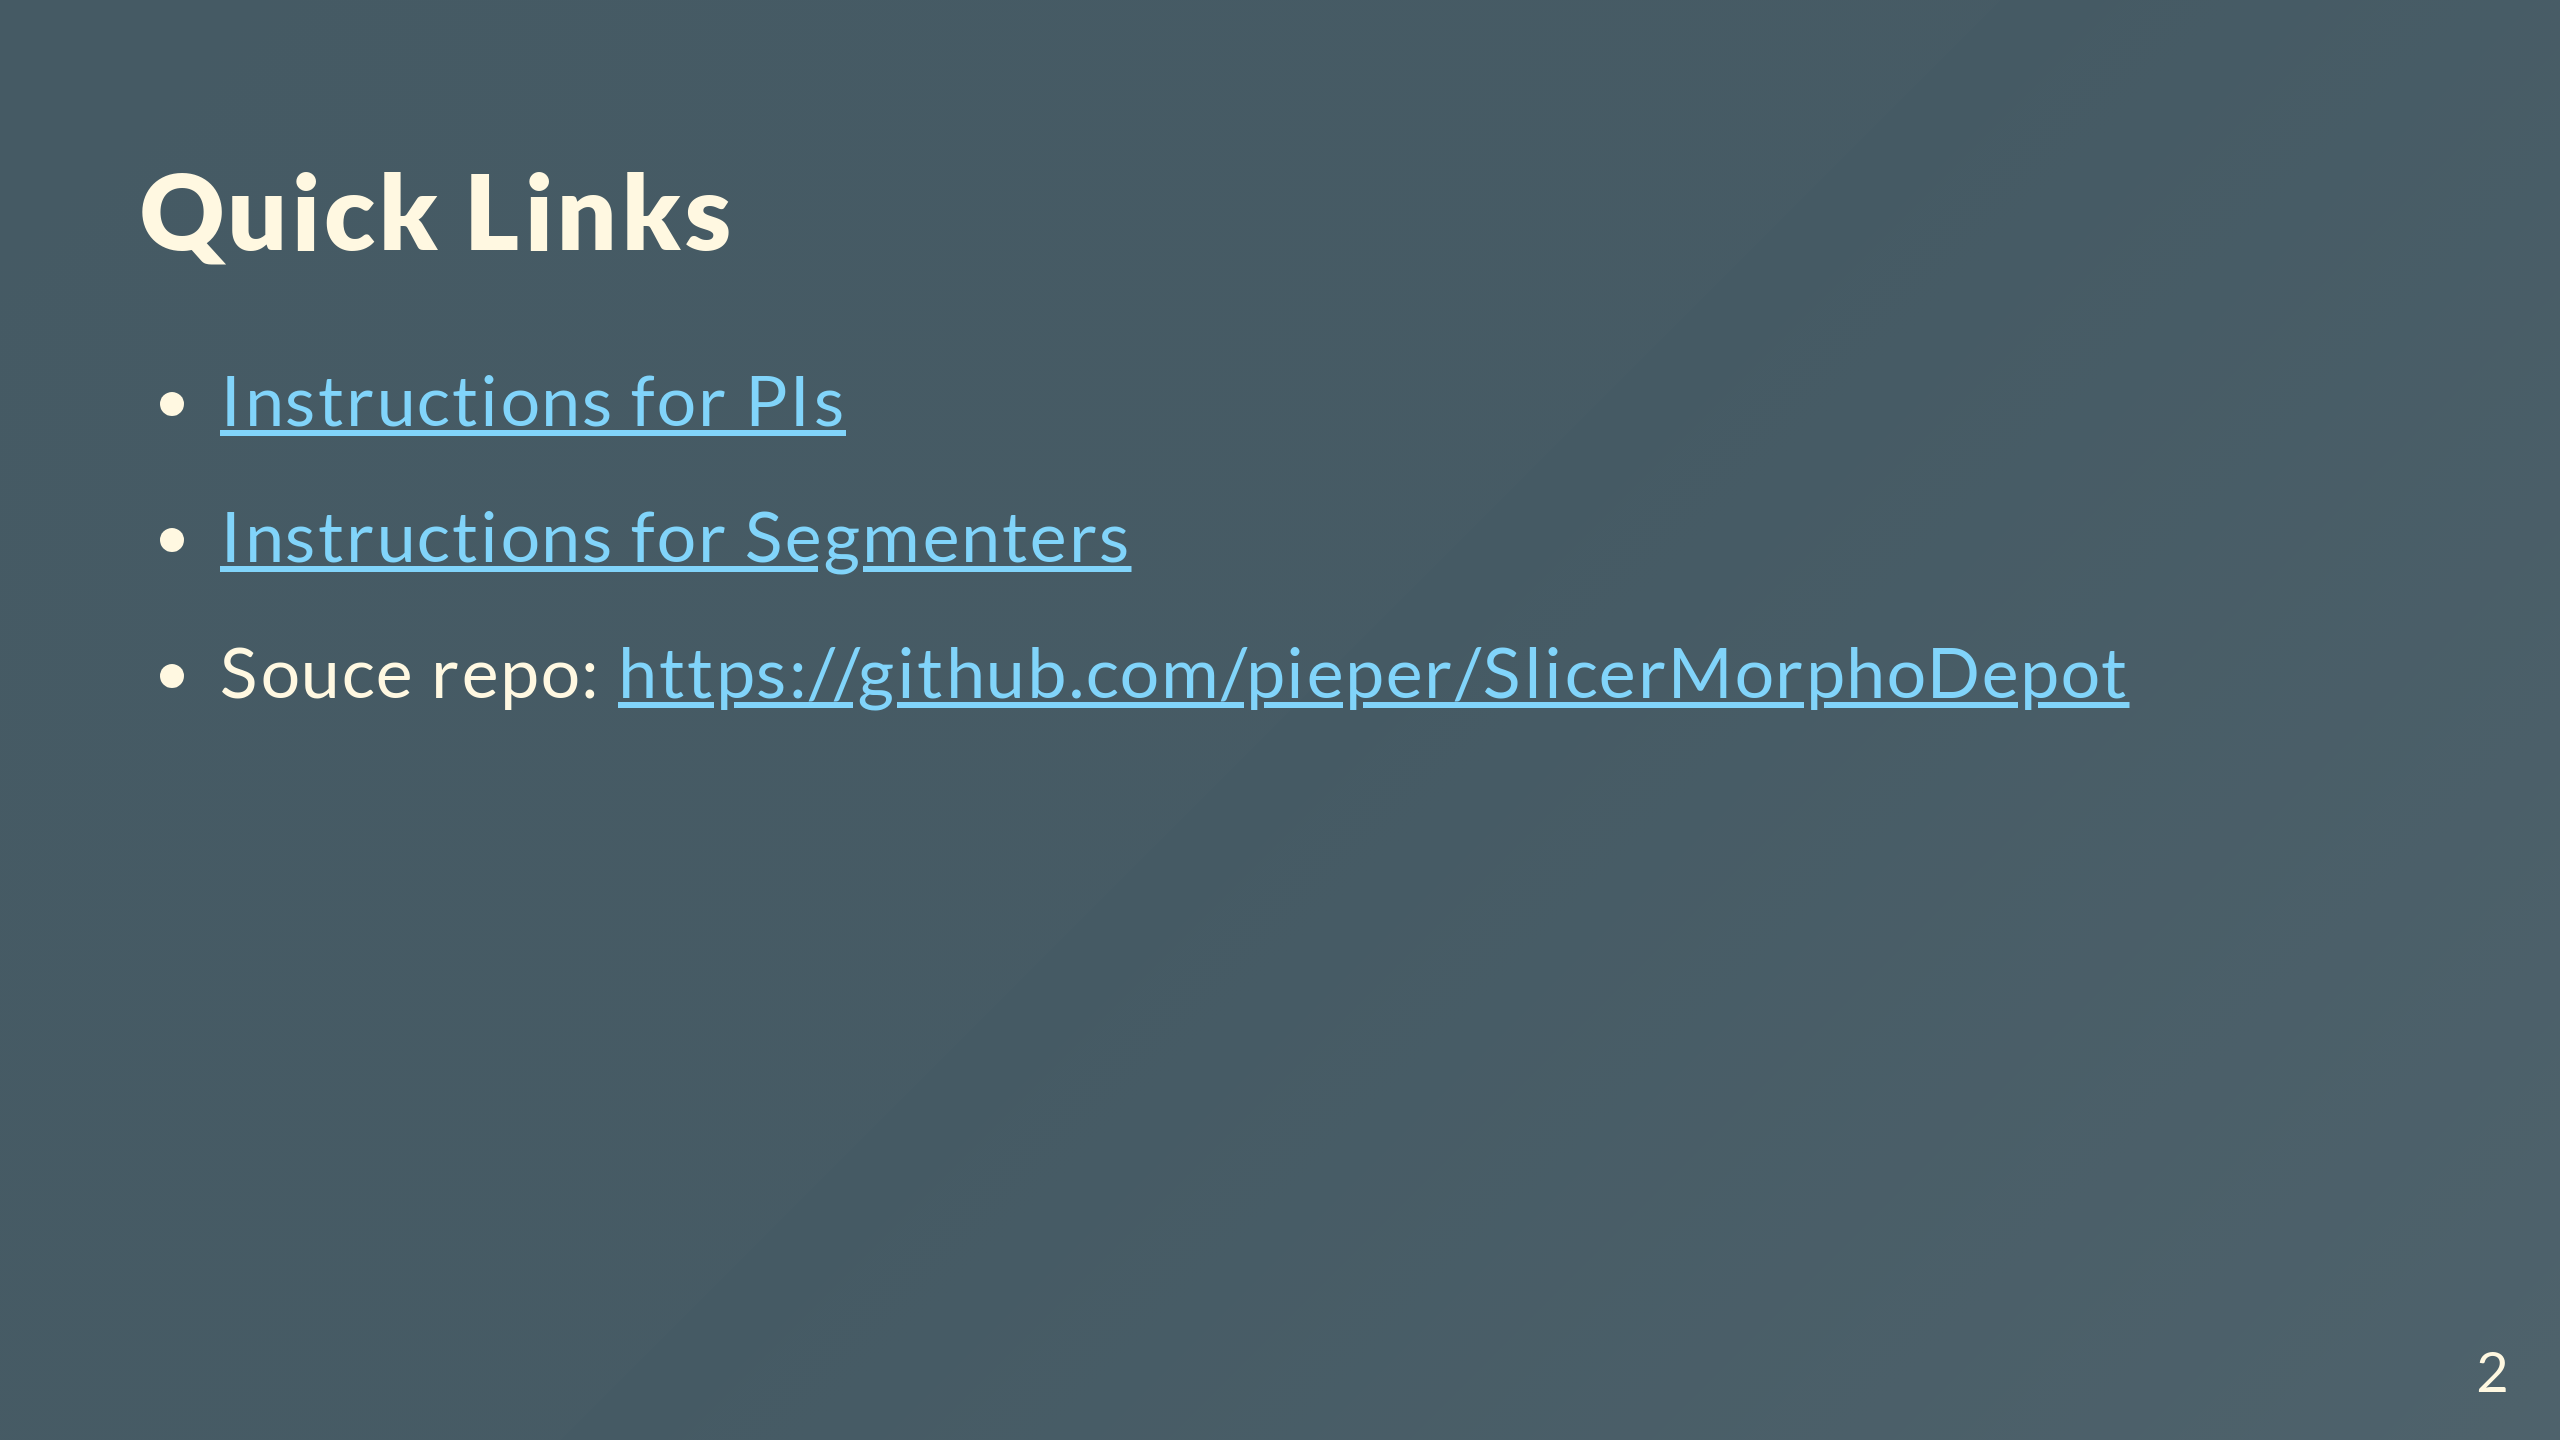 Quick Links
• Instructions for PIs
• Instructions for Segmenters
• Souce repo: https://github.com/pieper/SlicerMorphoDepot
2